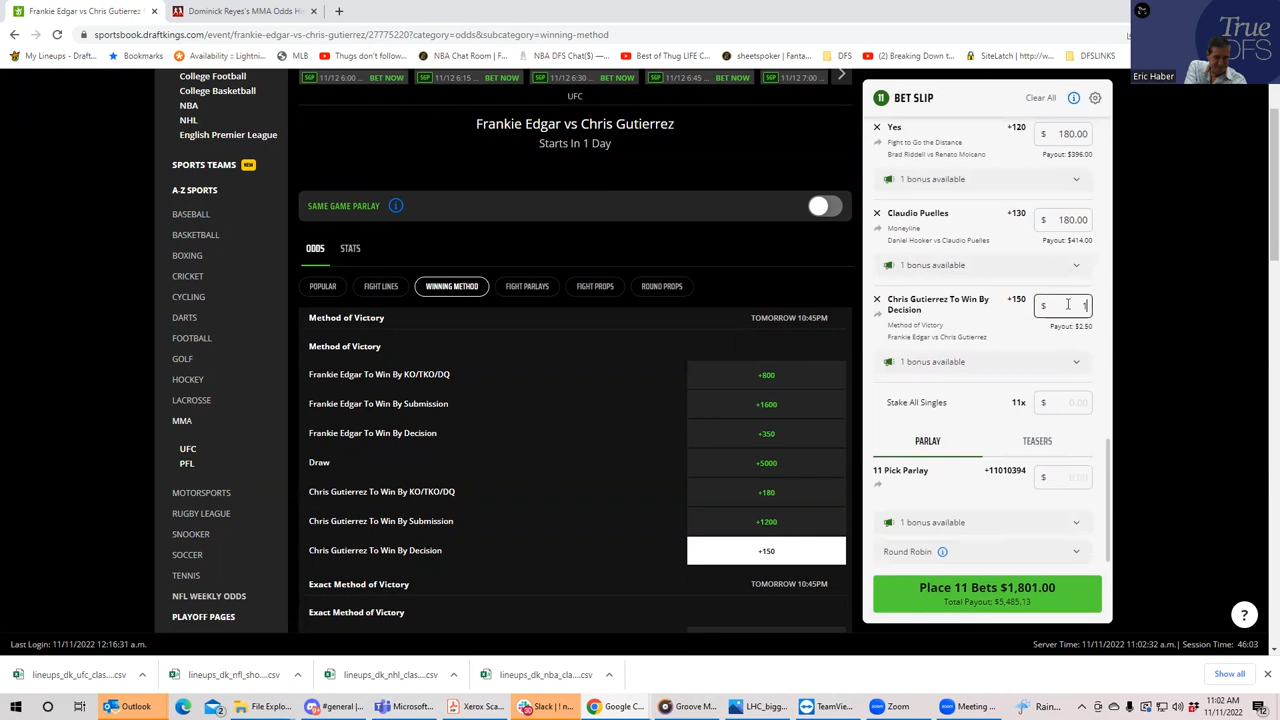 Frankie Edgar vs Chris Gutierrez
Dominick Reyes's MMA Odds Hi
sportsbook.draftkings.com/event/frankie-edgar-vs-chris-gutierrez/27775220?category=odds&subcategory=winning-method
My Lineups - Draf...
Bookmarks
Availability :: Lightni...
MLB
Thugs don't follow...
NBA Chat Room | F...
NBA DFS Chat($) -...
Best of Thug LIFE C...
sheetspoker | Fanta...
DFS
(2) Breaking Down t...
SiteLatch | http://w...
DFSLINKS
True
DFS
Eric Haber
College Football
College Basketball
NBA
NHL
English Premier League
SPORTS TEAMS NEW
A-Z SPORTS
BASEBALL
BASKETBALL
BOXING
CRICKET
CYCLING
DARTS
FOOTBALL
GOLF
HOCKEY
LACROSSE
MMA
UFC
PFL
MOTORSPORTS
RUGBY LEAGUE
SNOOKER
SOCCER
TENNIS
NFL WEEKLY ODDS
PLAYOFF PAGES
SGP 11/12 6:00 ... BET NOW
SGP 11/12 6:15 ... BET NOW
SGP 11/12 6:30 ... BET NOW
SGP 11/12 6:45 ... BET NOW
SGP 11/12 7:00 ...
UFC
Frankie Edgar vs Chris Gutierrez
Starts In 1 Day
SAME GAME PARLAY
ODDS STATS
POPULAR FIGHT LINES WINNING METHOD FIGHT PARLAYS FIGHT PROPS ROUND PROPS
Method of Victory TOMORROW 10:45PM
Method of Victory
Frankie Edgar To Win By KO/TKO/DQ +800
Frankie Edgar To Win By Submission +1600
Frankie Edgar To Win By Decision +350
Draw +5000
Chris Gutierrez To Win By KO/TKO/DQ +180
Chris Gutierrez To Win By Submission +1200
Chris Gutierrez To Win By Decision +150
Exact Method of Victory TOMORROW 10:45PM
Exact Method of Victory
11 BET SLIP Clear All
Yes +120 $ 180.00
Fight to Go the Distance
Brad Riddell vs Renato Moicano Payout: $396.00
1 bonus available
Claudio Puelles +130 $ 180.00
Moneyline
Daniel Hooker vs Claudio Puelles Payout: $414.00
1 bonus available
Chris Gutierrez To Win By +150 $ 1
Decision
Method of Victory Payout: $2.50
Frankie Edgar vs Chris Gutierrez
1 bonus available
Stake All Singles 11x $ 0.00
PARLAY TEASERS
11 Pick Parlay +11010394 $ 0.00
1 bonus available
Round Robin
Place 11 Bets $1,801.00
Total Payout: $5,485.13
?
Last Login: 11/11/2022 12:16:31 AM
Server Time: 11/11/2022 11:02:32 AM | Session Time: 46:03
lineups_dk_ufc_clas....csv
lineups_dk_nfl_sho....csv
lineups_dk_nhl_clas....csv
lineups_dk_nba_cla....csv
Show all
Outlook
2
File Explo...
#general |...
Microsoft...
Xerox Scar...
Slack | ! n...
Google C...
Groove M...
LHC_bigg...
TeamView...
Zoom
Meeting ...
Rain...
11:02 AM
11/11/2022
12